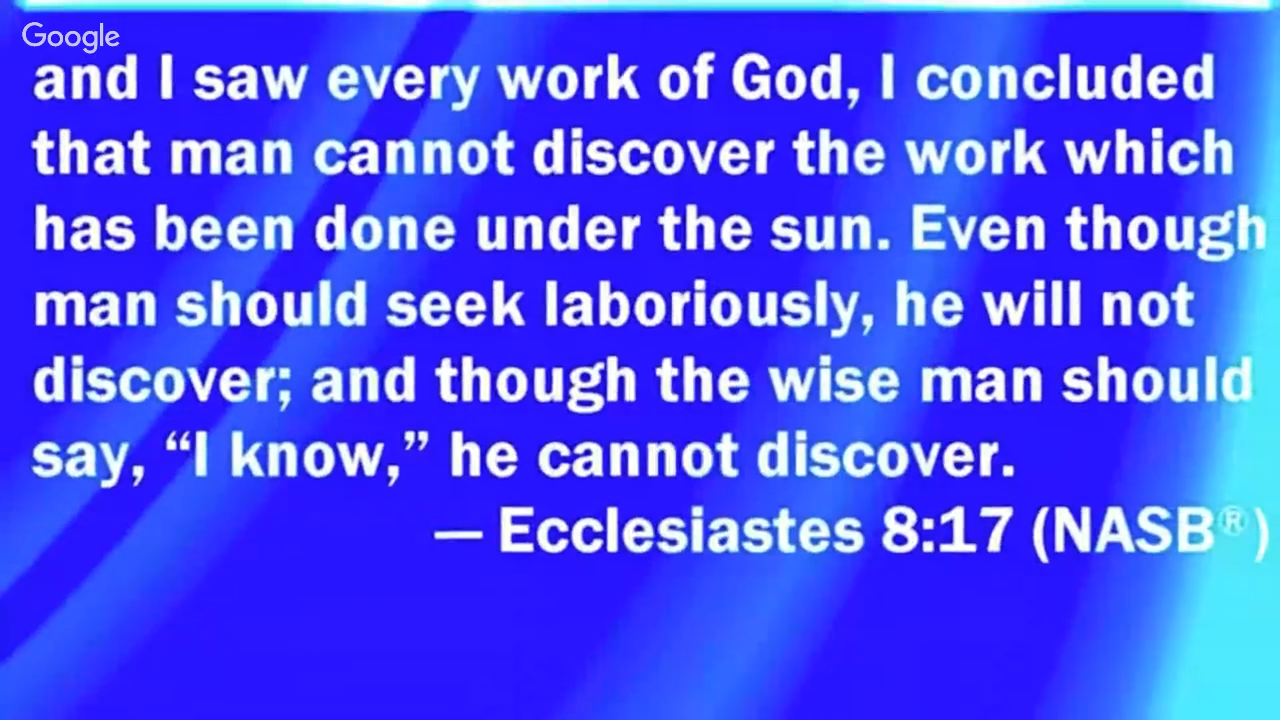 Google
and I saw every work of God, I concluded
that man cannot discover the work which
has been done under the sun. Even though
man should seek laboriously, he will not
discover; and though the wise man should
say, “I know,” he cannot discover.
— Ecclesiastes 8:17 (NASB®)